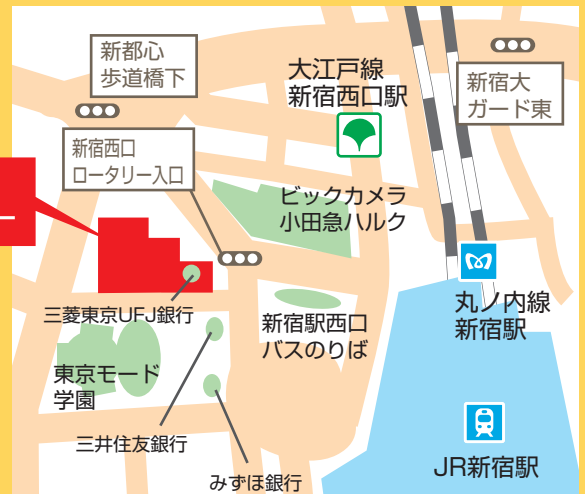 新都心
歩道橋下
大江戸線
新宿西口駅
新宿大
ガード東
新宿西口
ロータリー入口
ビックカメラ
小田急ハルク
三菱東京UFJ銀行
新宿駅西口
バスのりば
丸ノ内線
新宿駅
東京モード
学園
三井住友銀行
みずほ銀行
JR新宿駅